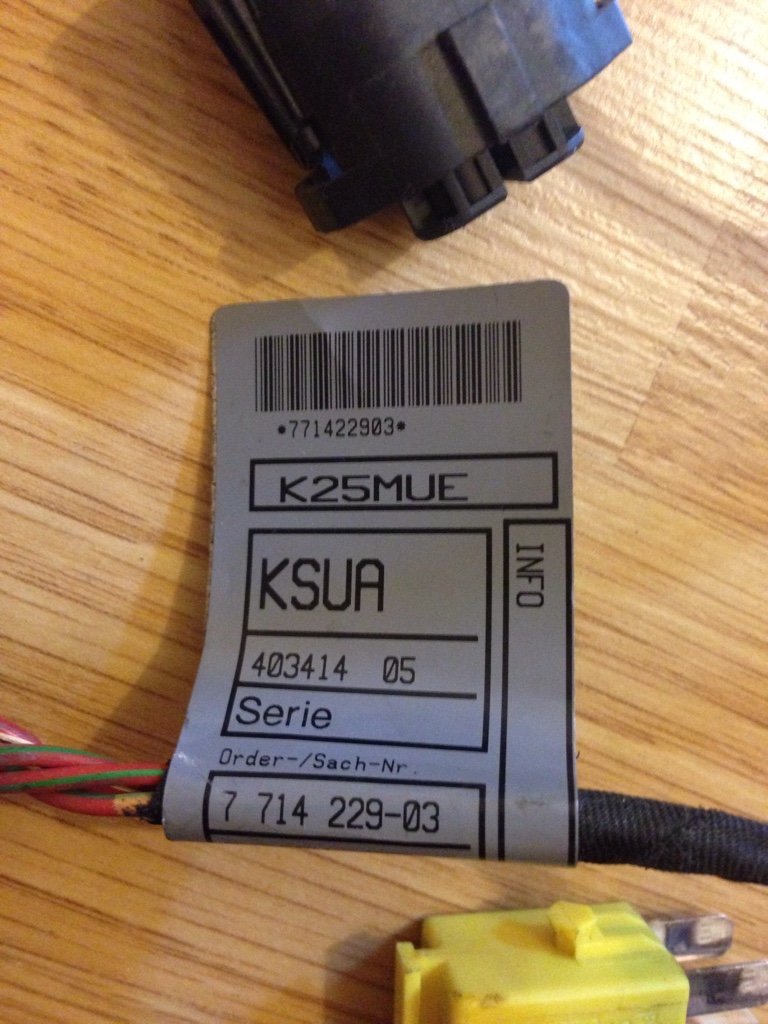 *771422903*
K25MUE
KSUA
INFO
403414 05
Serie
Order-/Sach-Nr.
7 714 229-03